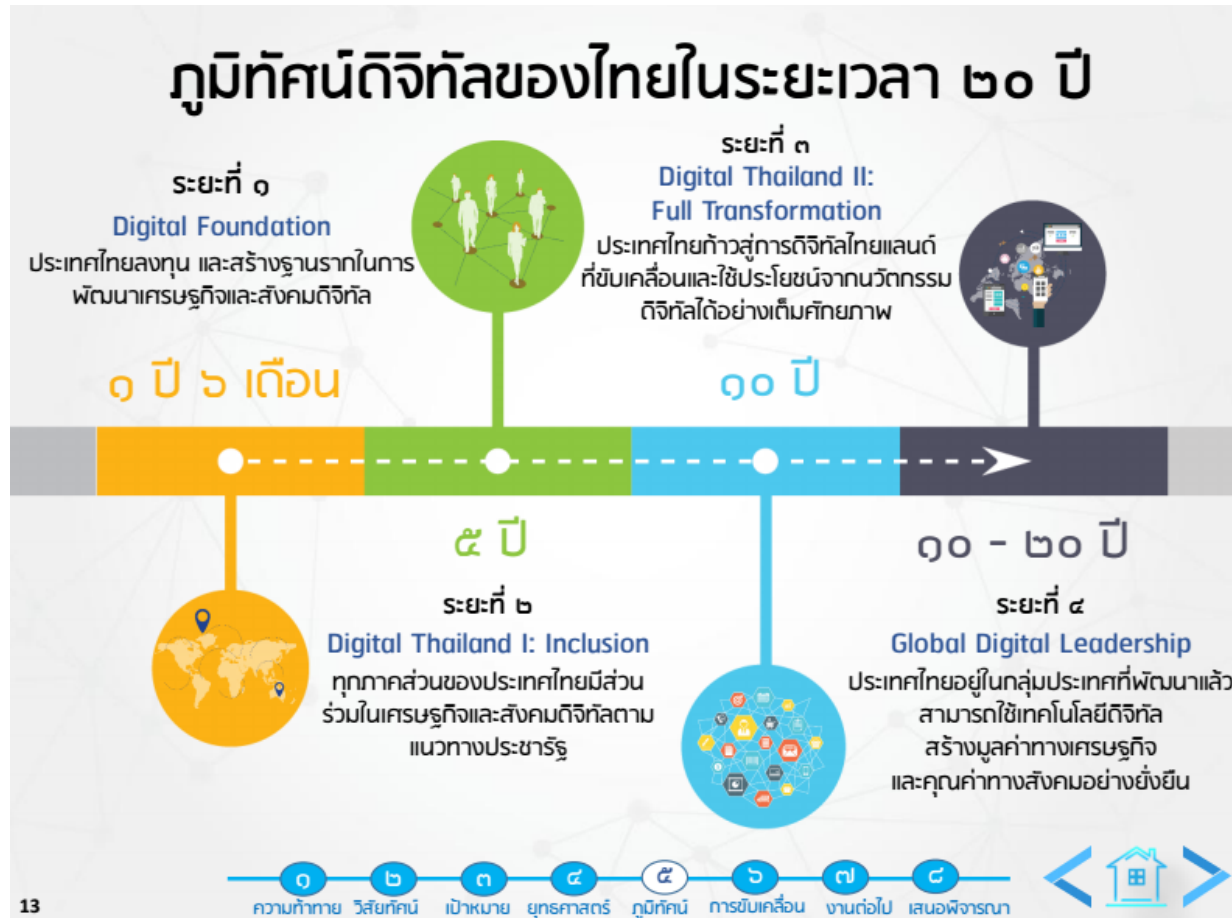 ภูมิทัศน์ดิจิทัลของไทยในระยะเวลา ๒๐ ปี
ระยะที่ ๑
Digital Foundation
ประเทศไทยลงทุน และสร้างฐานรากในการ
พัฒนาเศรษฐกิจและสังคมดิจิทัล
๑ ปี ๖ เดือน
ระยะที่ ๓
Digital Thailand II:
Full Transformation
ประเทศไทยก้าวสู่การดิจิทัลไทยแลนด์
ที่ขับเคลื่อนและใช้ประโยชน์จากนวัตกรรม
ดิจิทัลได้อย่างเต็มศักยภาพ
๑๐ ปี
๕ ปี
ระยะที่ ๒
Digital Thailand I: Inclusion
ทุกภาคส่วนของประเทศไทยมีส่วน
ร่วมในเศรษฐกิจและสังคมดิจิทัลตาม
แนวทางประชารัฐ
๑๐ - ๒๐ ปี
ระยะที่ ๔
Global Digital Leadership
ประเทศไทยอยู่ในกลุ่มประเทศที่พัฒนาแล้ว
สามารถใช้เทคโนโลยีดิจิทัล
สร้างมูลค่าทางเศรษฐกิจ
และคุณค่าทางสังคมอย่างยั่งยืน
๑ ๒ ๓ ๔ ๕ ๖ ๗ ๘
ความท้าทาย วิสัยทัศน์ เป้าหมาย ยุทธศาสตร์ ภูมิทัศน์ การขับเคลื่อน งานต่อไป เสนอพิจารณา
13